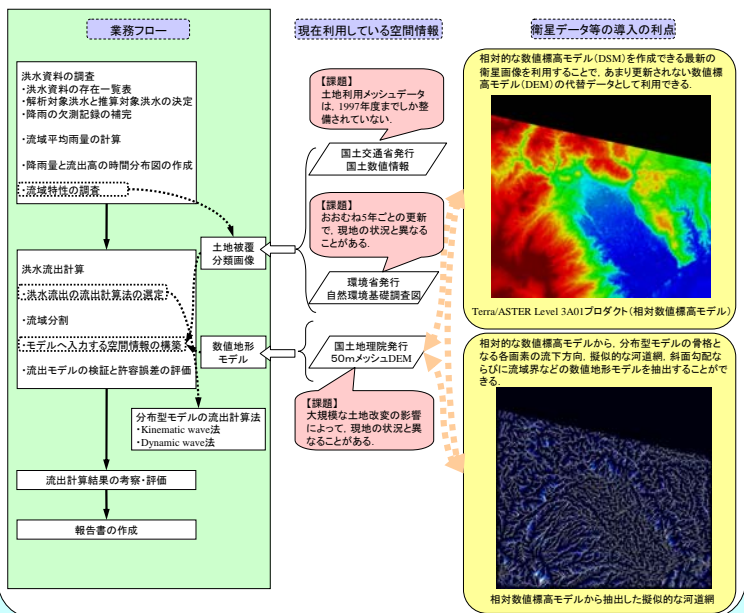 業務フロー
洪水資料の調査
・洪水資料の存在一覧表
・解析対象洪水と推算対象洪水の決定
・降雨の欠測記録の補完
・流域平均雨量の計算
・降雨量と流出高の時間分布図の作成
・流域特性の調査
土地被覆
分類画像
洪水流出計算
・洪水流出の流出計算法の選定
・流域分割
・モデルへ入力する空間情報の構築
・流出モデルの検証と許容誤差の評価
数値地形
モデル
分布型モデルの流出計算法
・Kinematic wave法
・Dynamic wave法
流出計算結果の考察・評価
報告書の作成
現在利用している空間情報
【課題】
土地利用メッシュデータ
は，1997年度までしか整
備されていない．
国土交通省発行
国土数値情報
【課題】
おおむね5年ごとの更新
で，現地の状況と異なる
ことがある．
環境省発行
自然環境基礎調査図
国土地理院発行
50mメッシュDEM
【課題】
大規模な土地改変の影響
によって，現地の状況と異
なることがある．
衛星データ等の導入の利点
相対的な数値標高モデル（DSM）を作成できる最新の
衛星画像を利用することで，あまり更新されない数値標
高モデル（DEM）の代替データとして利用できる．
Terra/ASTER Level 3A01プロダクト（相対数値標高モデル）
相対的な数値標高モデルから，分布型モデルの骨格と
なる各画素の流下方向，擬似的な河道網，斜面勾配な
らびに流域界などの数値地形モデルを抽出することがで
きる．
相対数値標高モデルから抽出した擬似的な河道網